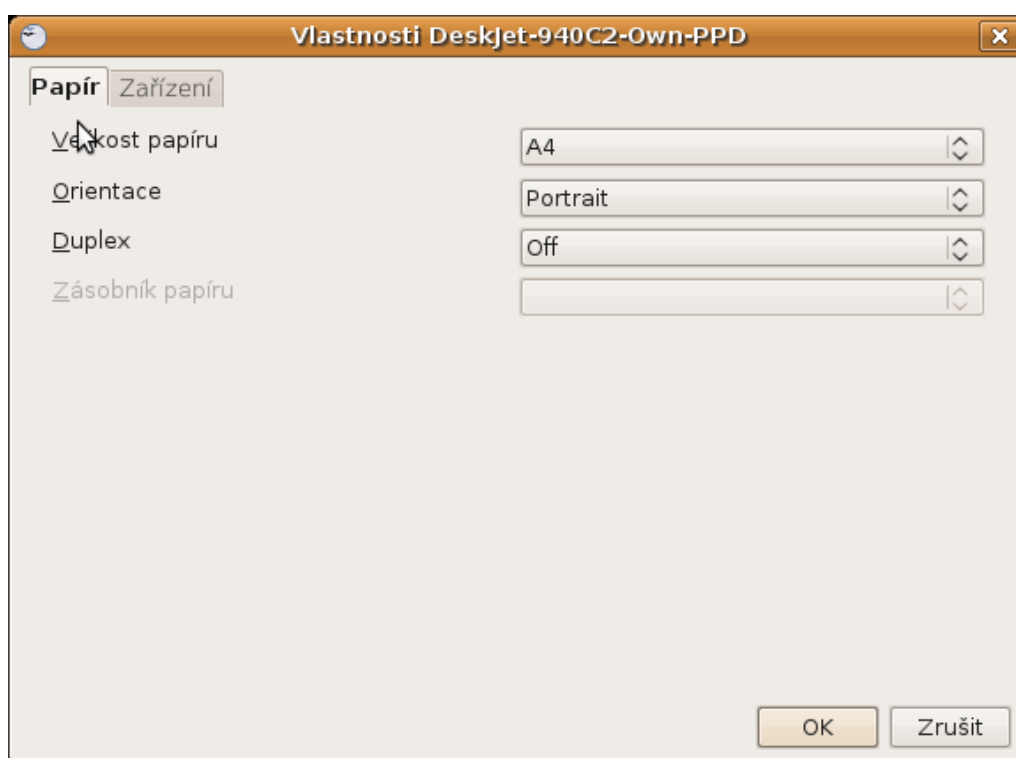 Vlastnosti DeskJet-940C2-Own-PPD
Papír Zařízení
Velikost papíru A4
Orientace Portrait
Duplex Off
Zásobník papíru
OK Zrušit